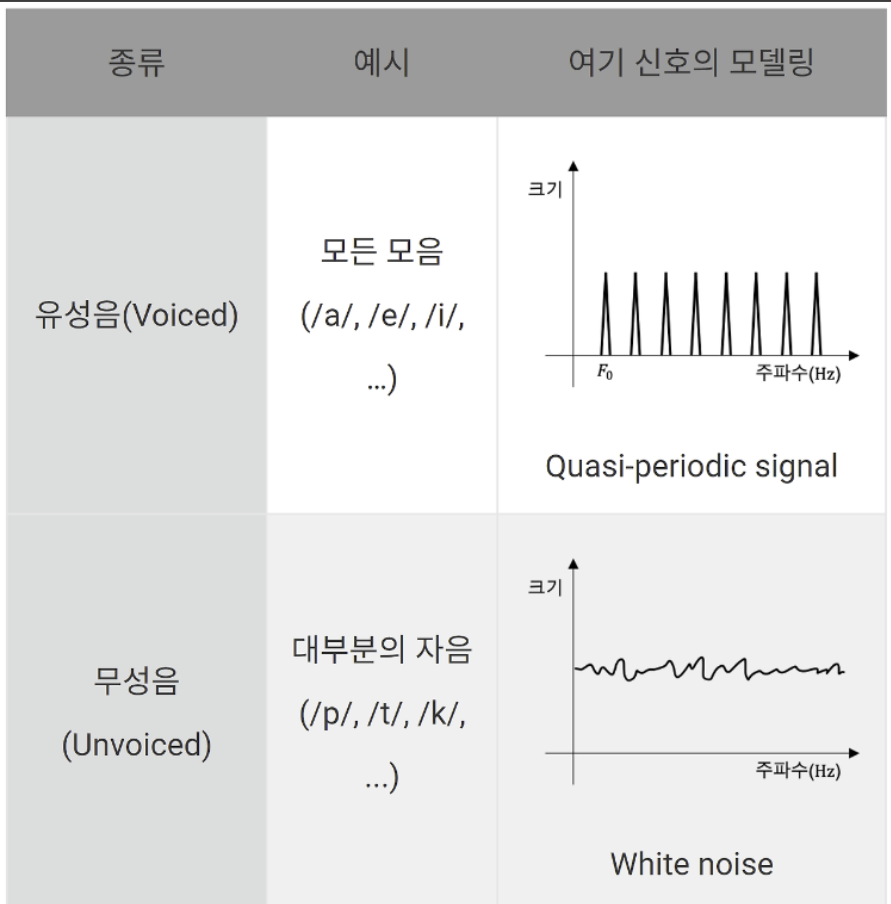 종류
예시
여기 신호의 모델링
유성음(Voiced)
모든 모음
(/a/, /e/, /i/,
...)
크기
F₀
주파수(Hz)
Quasi-periodic signal
무성음
(Unvoiced)
대부분의 자음
(/p/, /t/, /k/,
...)
크기
주파수(Hz)
White noise